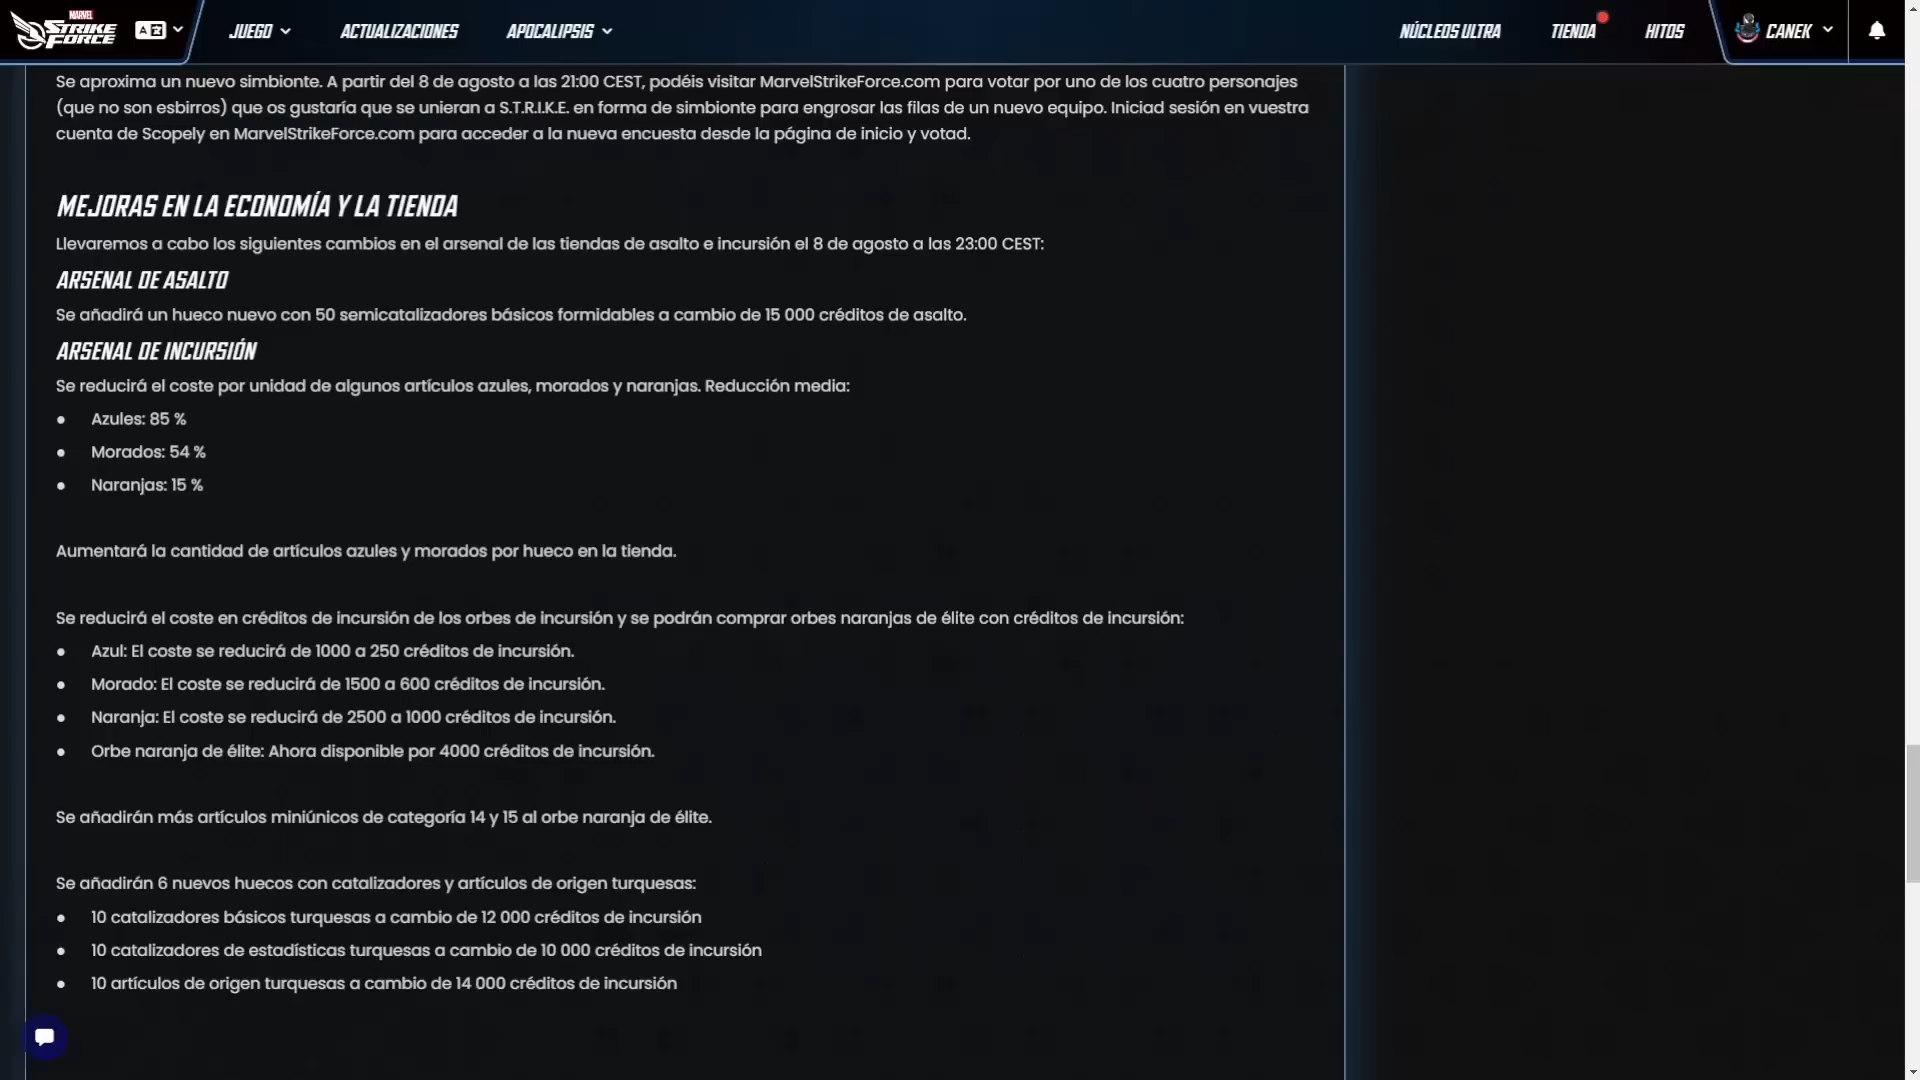 MARVEL
STRIKE
FORCE
JUEGO
ACTUALIZACIONES
APOCALIPSIS
NÚCLEOS ULTRA
TIENDA
HITOS
CANEK
Se aproxima un nuevo simbionte. A partir del 8 de agosto a las 21:00 CEST, podéis visitar MarvelStrikeForce.com para votar por uno de los cuatro personajes
(que no son esbirros) que os gustaría que se unieran a S.T.R.I.K.E. en forma de simbionte para engrosar las filas de un nuevo equipo. Iniciad sesión en vuestra
cuenta de Scopely en MarvelStrikeForce.com para acceder a la nueva encuesta desde la página de inicio y votad.
MEJORAS EN LA ECONOMÍA Y LA TIENDA
Llevaremos a cabo los siguientes cambios en el arsenal de las tiendas de asalto e incursión el 8 de agosto a las 23:00 CEST:
ARSENAL DE ASALTO
Se añadirá un hueco nuevo con 50 semicatalizadores básicos formidables a cambio de 15 000 créditos de asalto.
ARSENAL DE INCURSIÓN
Se reducirá el coste por unidad de algunos artículos azules, morados y naranjas. Reducción media:
● Azules: 85 %
● Morados: 54 %
● Naranjas: 15 %
Aumentará la cantidad de artículos azules y morados por hueco en la tienda.
Se reducirá el coste en créditos de incursión de los orbes de incursión y se podrán comprar orbes naranjas de élite con créditos de incursión:
● Azul: El coste se reducirá de 1000 a 250 créditos de incursión.
● Morado: El coste se reducirá de 1500 a 600 créditos de incursión.
● Naranja: El coste se reducirá de 2500 a 1000 créditos de incursión.
● Orbe naranja de élite: Ahora disponible por 4000 créditos de incursión.
Se añadirán más artículos miniúnicos de categoría 14 y 15 al orbe naranja de élite.
Se añadirán 6 nuevos huecos con catalizadores y artículos de origen turquesas:
● 10 catalizadores básicos turquesas a cambio de 12 000 créditos de incursión
● 10 catalizadores de estadísticas turquesas a cambio de 10 000 créditos de incursión
● 10 artículos de origen turquesas a cambio de 14 000 créditos de incursión